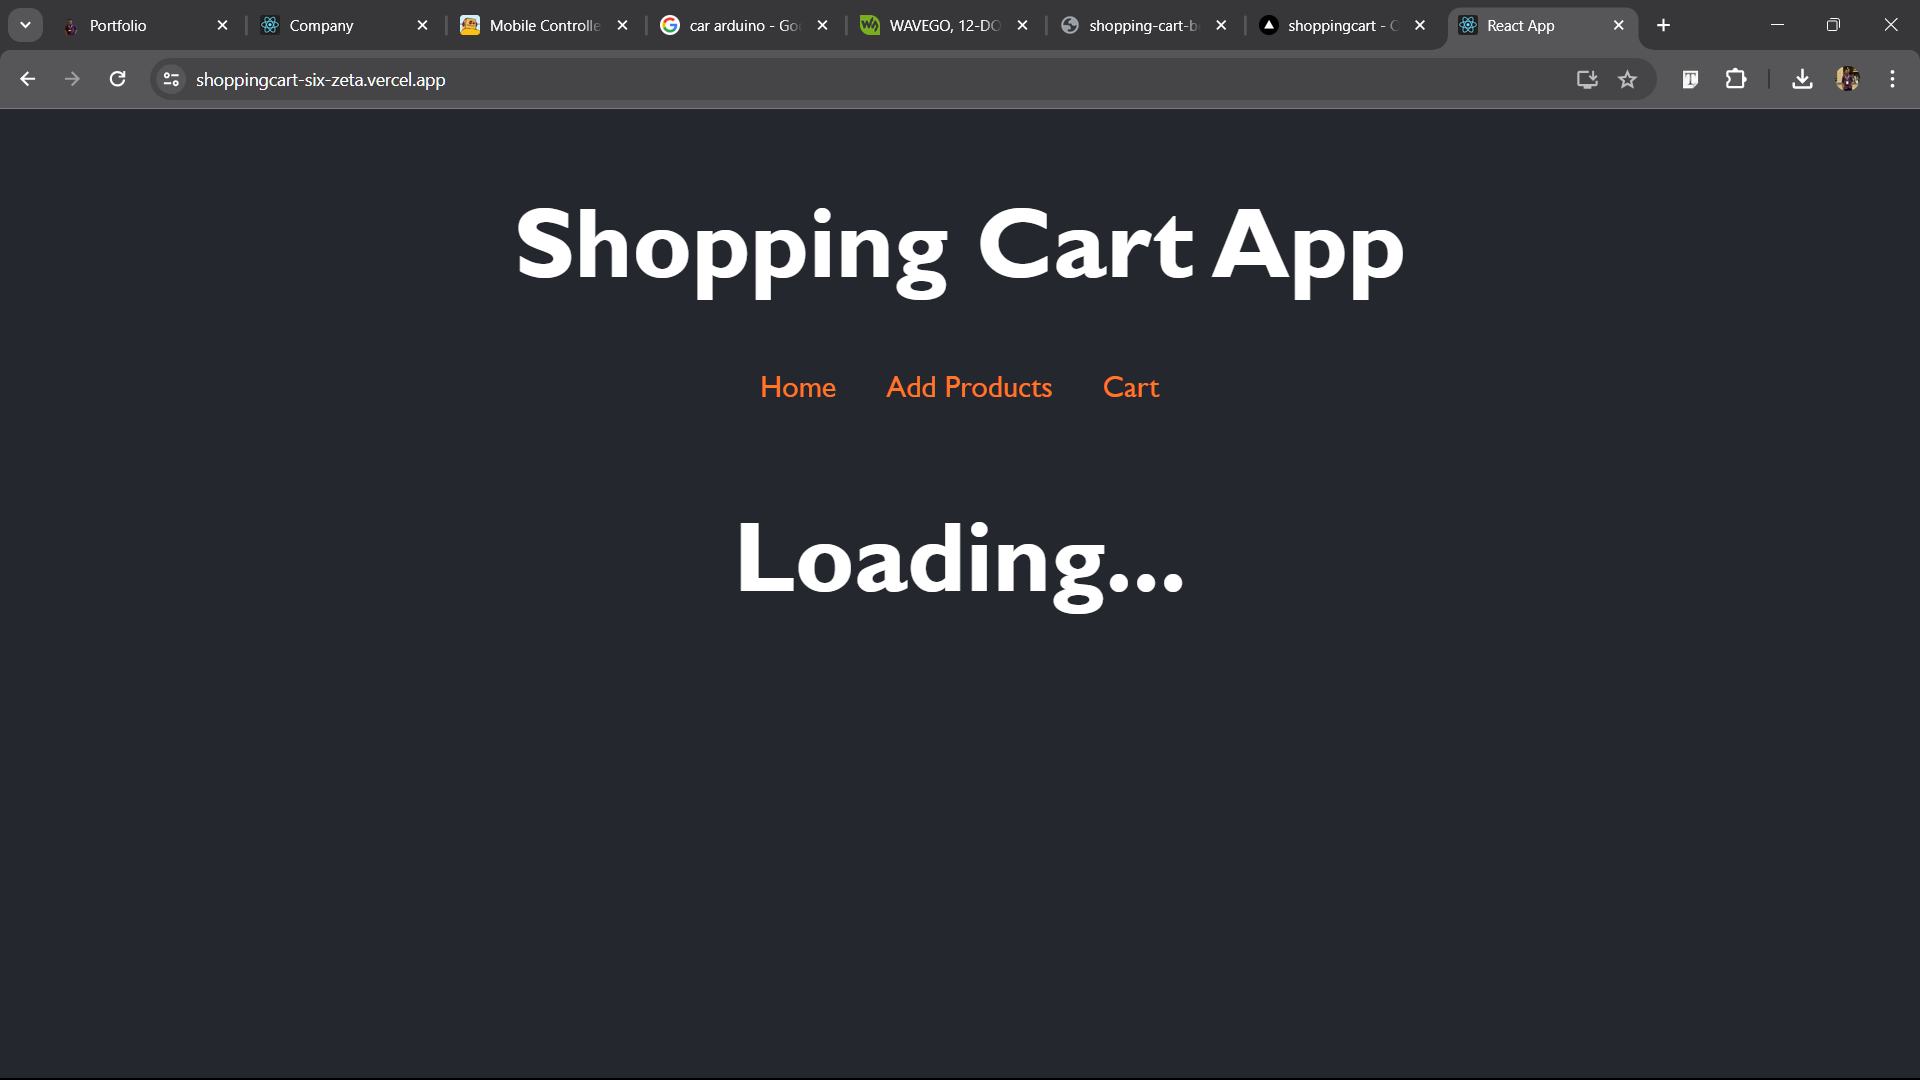 Portfolio
Company
Mobile Controlle
car arduino - Goo
WAVEGO, 12-DO
shopping-cart-b
shoppingcart - O
React App
shoppingcart-six-zeta.vercel.app
Shopping Cart App
Home Add Products Cart
Loading...